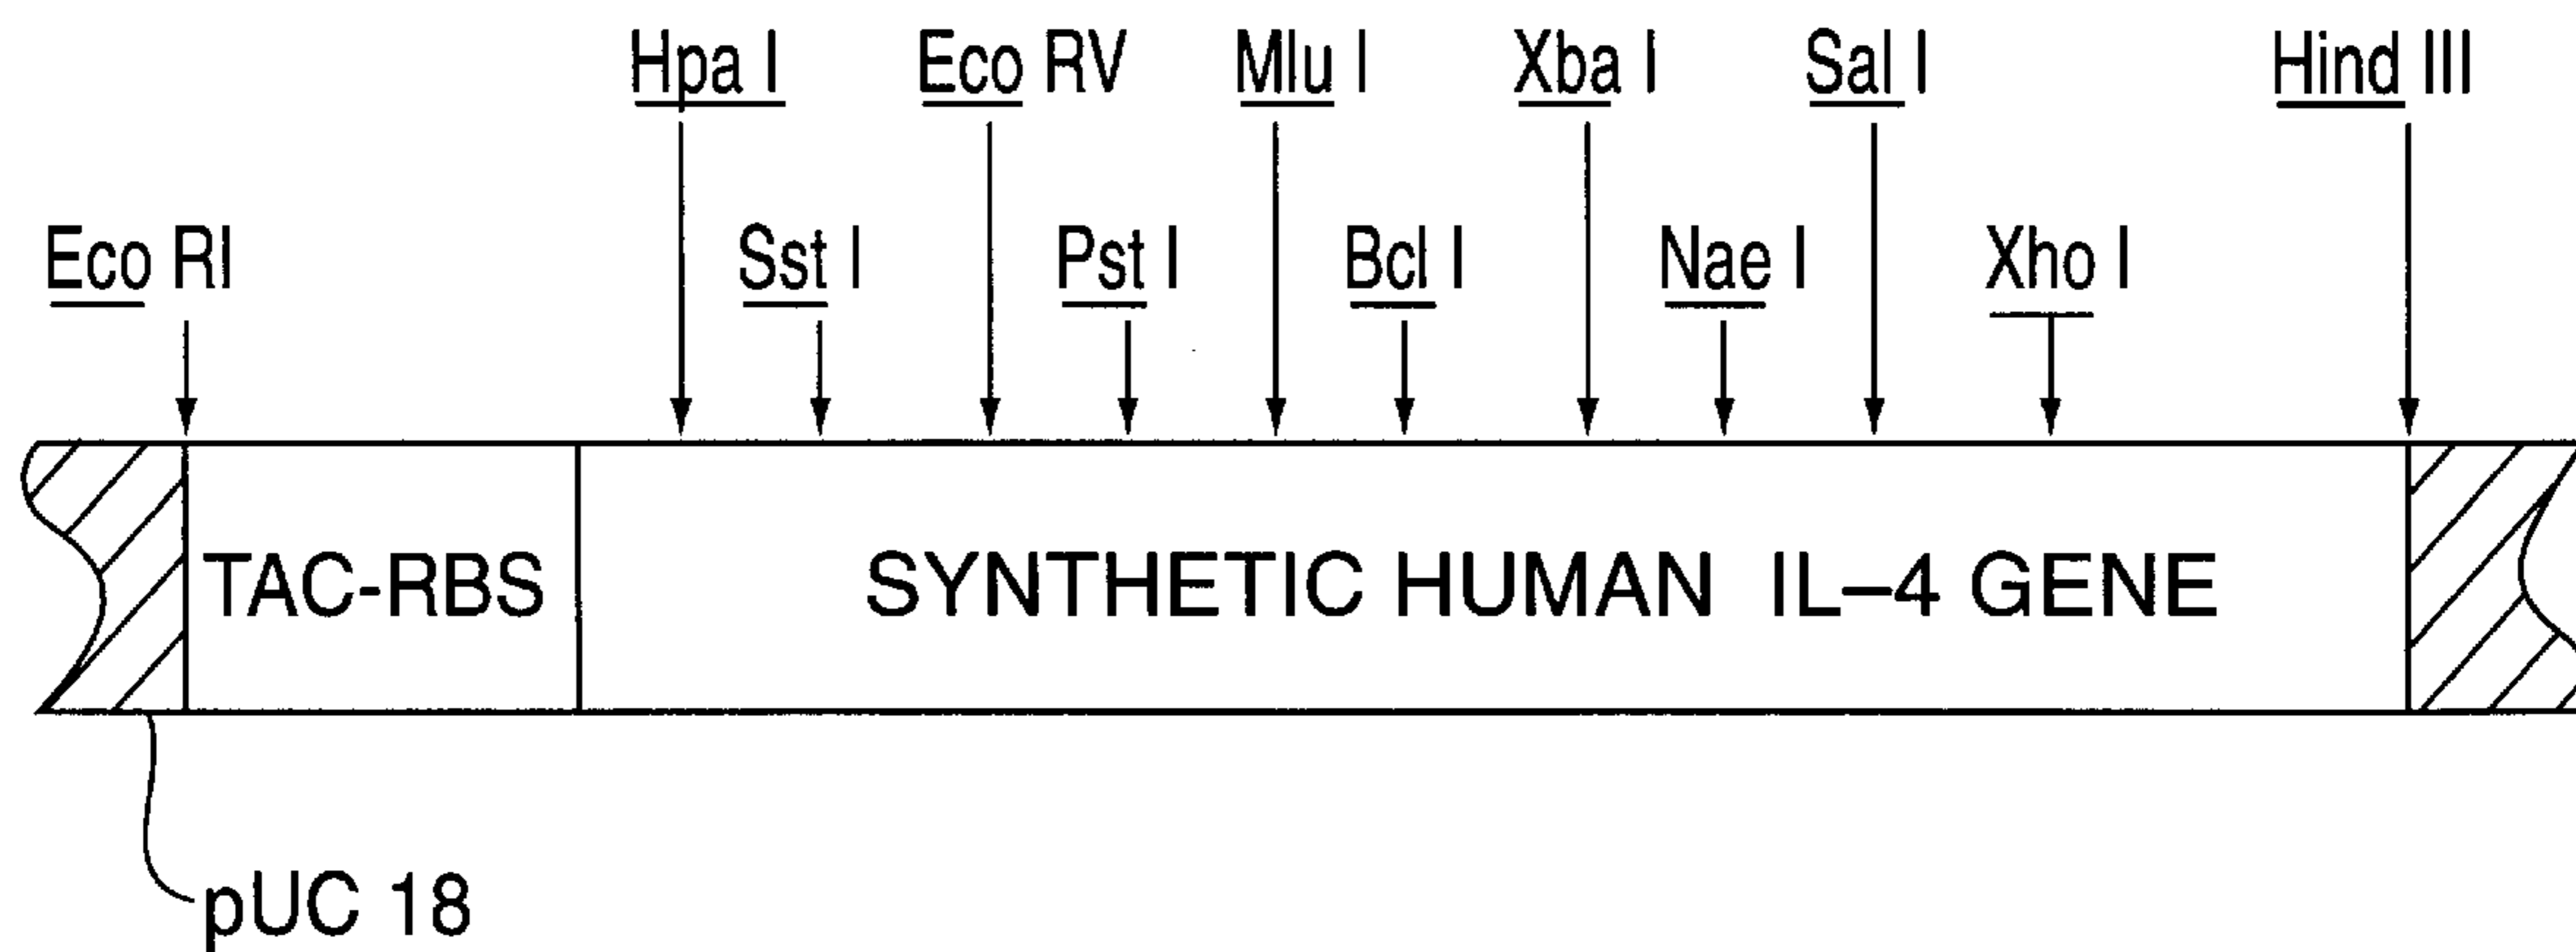 Hpa I Eco RV Mlu I Xba I Sal I Hind III
Eco RI Sst I Pst I Bcl I Nae I Xho I
TAC-RBS SYNTHETIC HUMAN IL–4 GENE
pUC 18